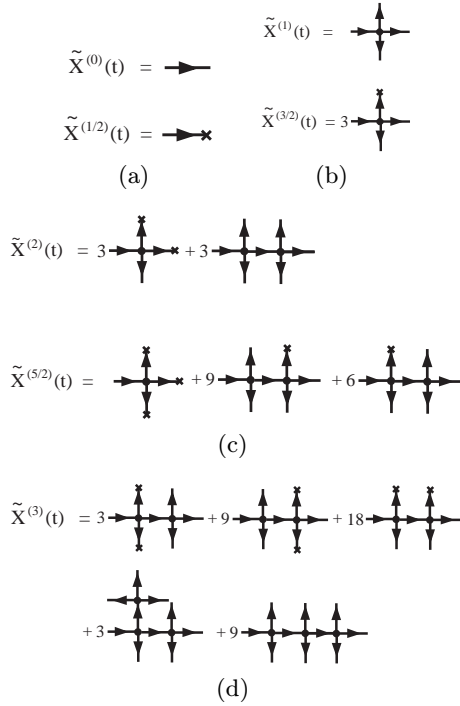 X̃⁽⁰⁾(t) =
X̃⁽¹/²⁾(t) =
(a)
X̃⁽¹⁾(t) =
X̃⁽³/²⁾(t) = 3
(b)
X̃⁽²⁾(t) = 3 + 3
X̃⁽⁵/²⁾(t) = + 9 + 6
(c)
X̃⁽³⁾(t) = 3 +9 +18
+ 3 +9
(d)